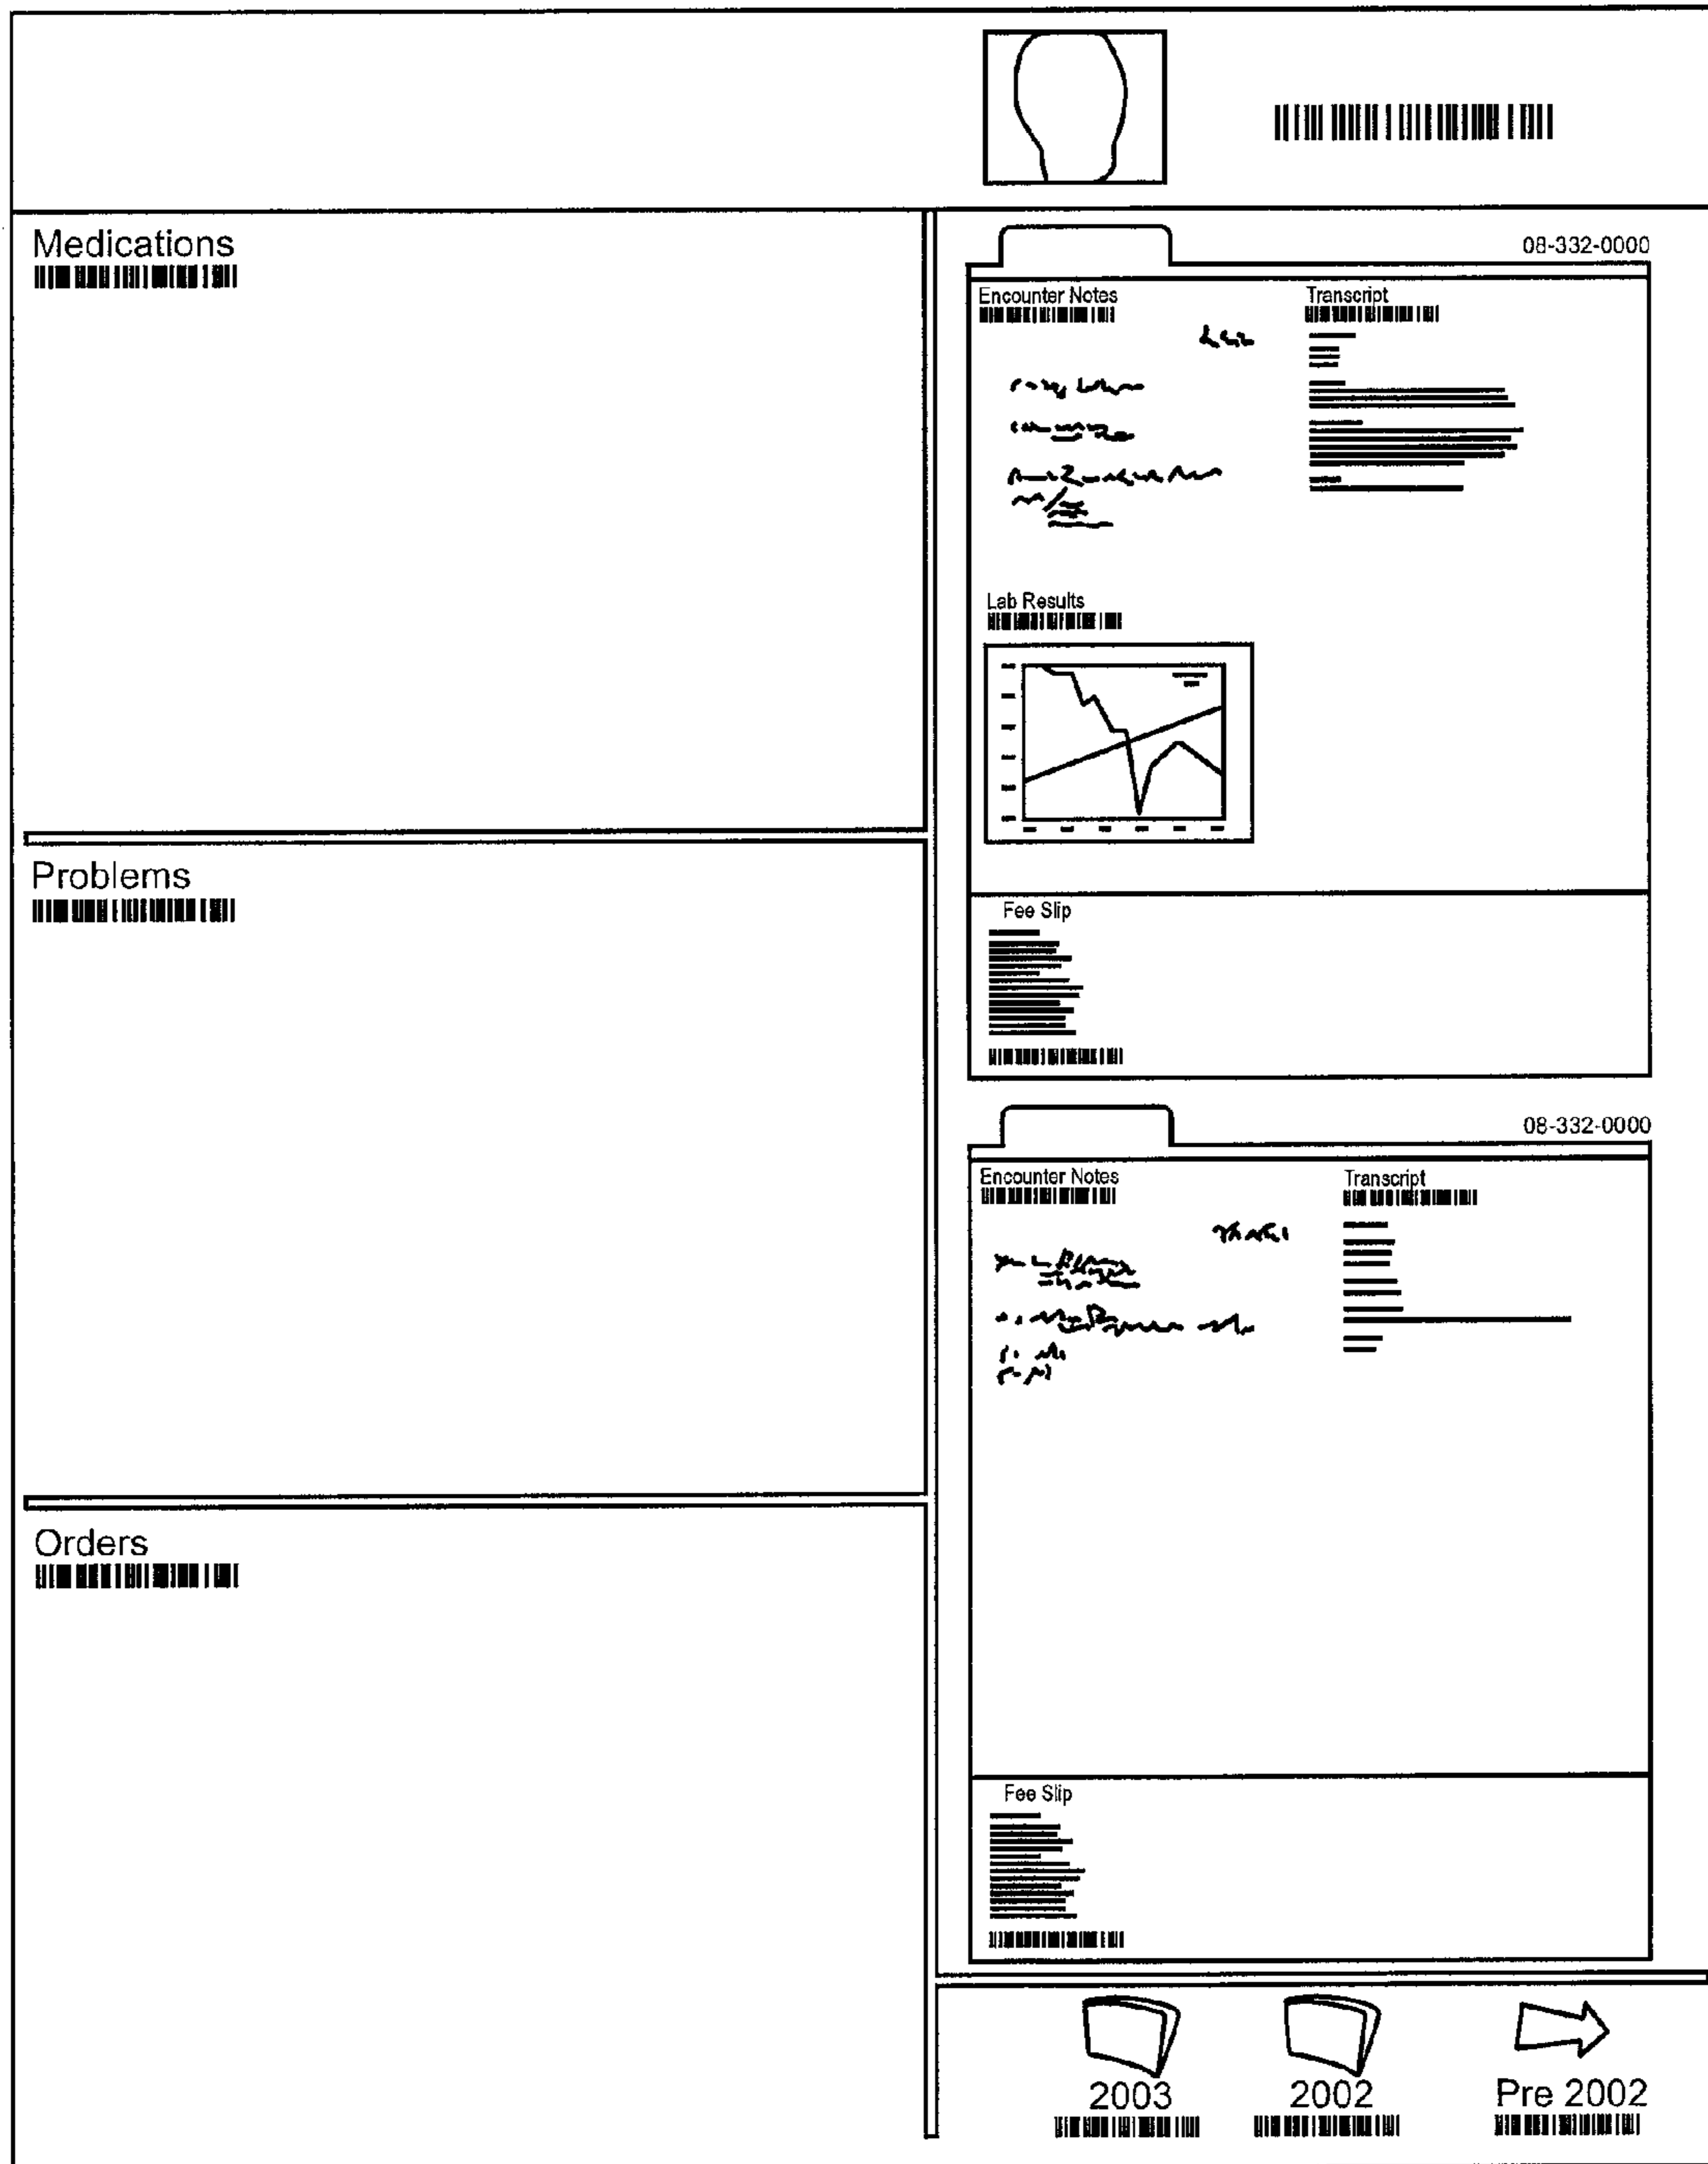 Medications
Problems
Orders
08-332-0000
Encounter Notes
Transcript
Lab Results
Fee Slip
08-332-0000
Encounter Notes
Transcript
Fee Slip
2003
2002
Pre 2002